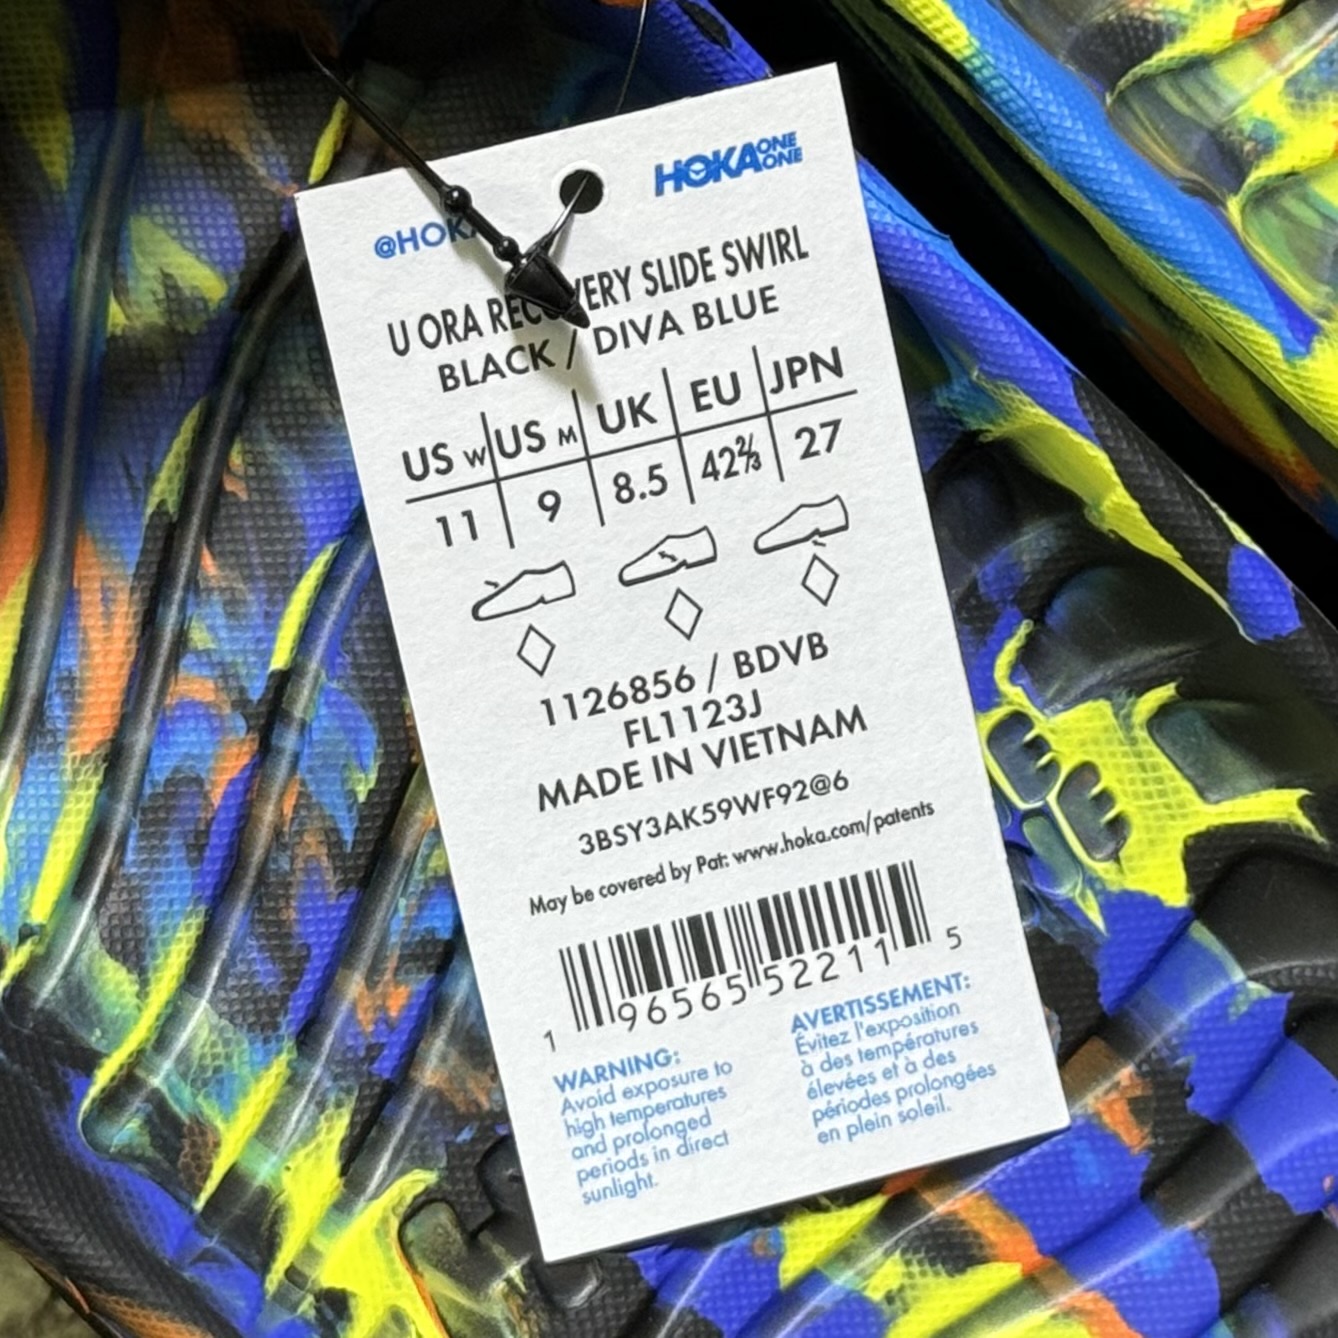 HOKA ONE ONE
@HOKA
U ORA RECOVERY SLIDE SWIRL
BLACK / DIVA BLUE
US W US M UK EU JPN
11 9 8.5 42⅔ 27
1126856 / BDVB
FL1123J
MADE IN VIETNAM
3BSY3AK59WF92@6
May be covered by Pat: www.hoka.com/patents
1 96565 52211 5
WARNING:
Avoid exposure to
high temperatures
and prolonged
periods in direct
sunlight.
AVERTISSEMENT:
Évitez l'exposition
à des températures
élevées et à des
périodes prolongées
en plein soleil.